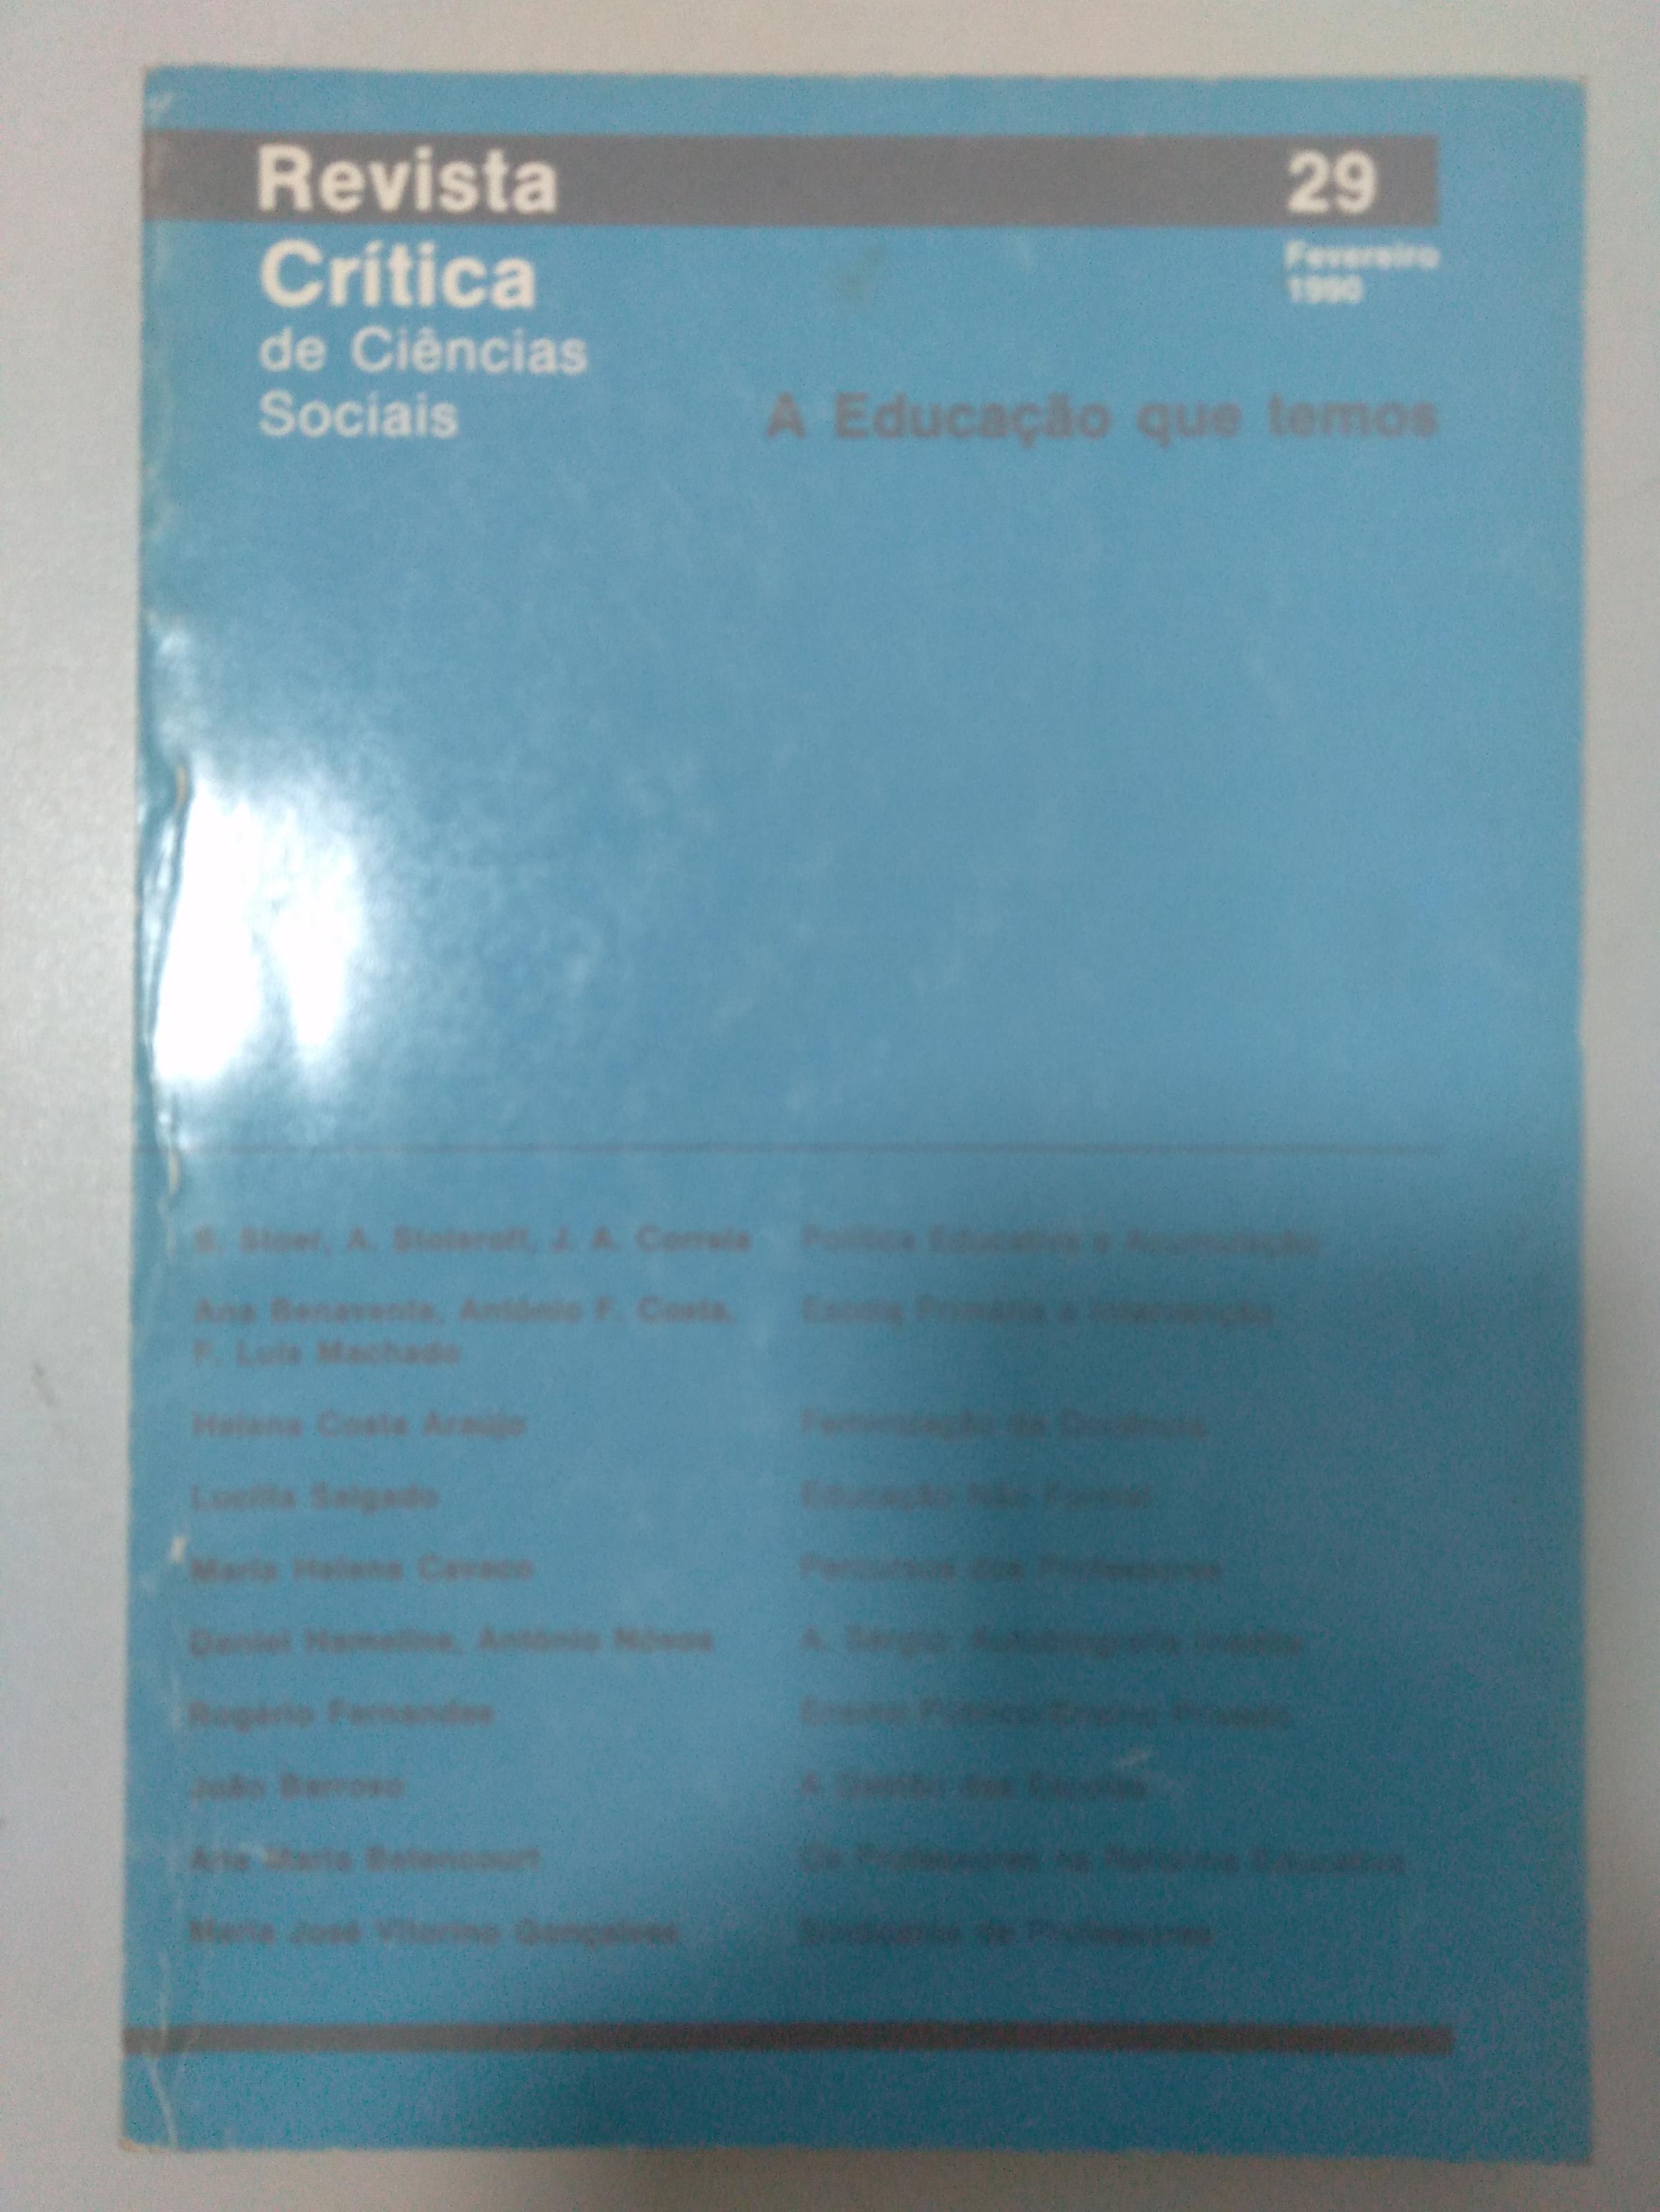 Revista
29
Crítica
Fevereiro
1990
de Ciências
Sociais
A Educação que temos
S. Stoer, A. Stoleroff, J. A. Correia
Política Educativa e Acumulação
Ana Benavente, António F. Costa,
F. Luis Machado
Escola Primária e Intervenção
Helena Costa Araújo
Feminização da Docência
Lucília Salgado
Educação Não Formal
Maria Helena Cavaco
Percursos dos Professores
Daniel Hameline, António Nóvoa
A. Sérgio: Autobiografia Inédita
Rogério Fernandes
Ensino Público/Ensino Privado
João Barroso
A Gestão das Escolas
Ana Maria Betencourt
Os Professores na Reforma Educativa
Maria José Vitorino Gonçalves
Sindicatos de Professores